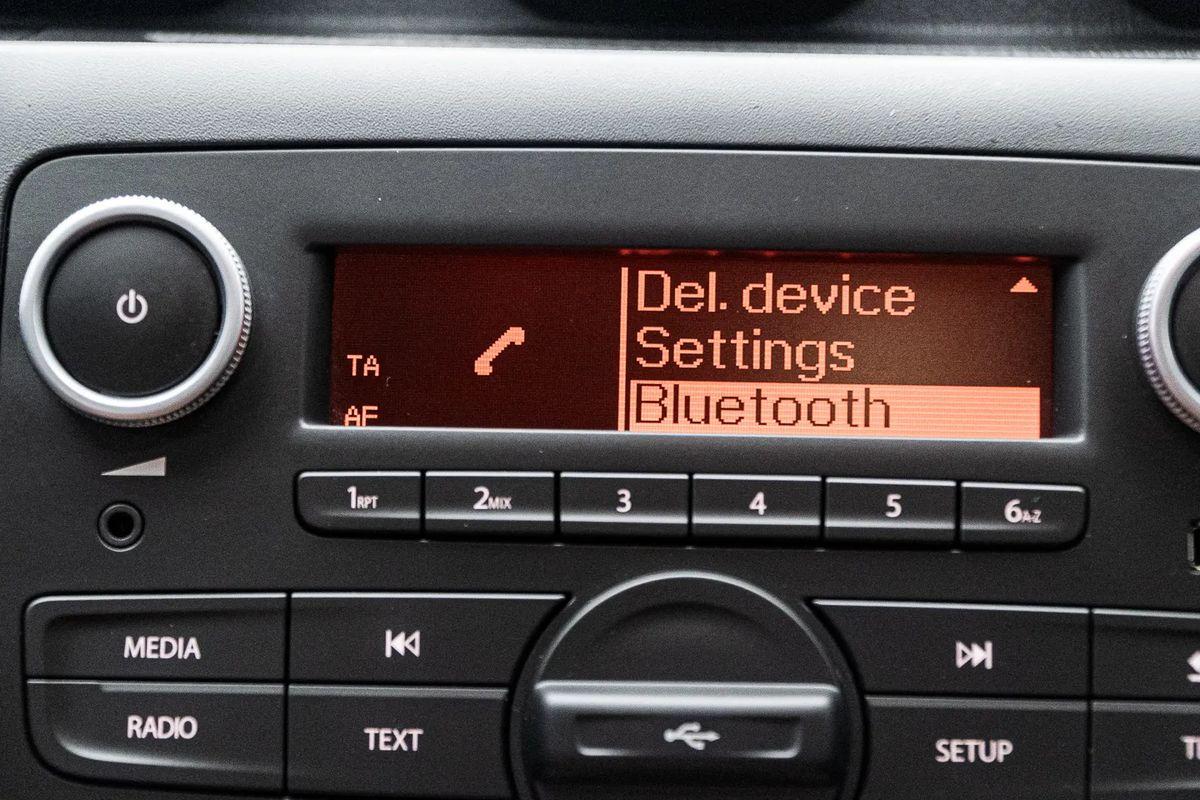 Del. device
Settings
TA
AF
Bluetooth
1RPT
2MIX
3
4
5
6A-Z
MEDIA
RADIO
TEXT
SETUP